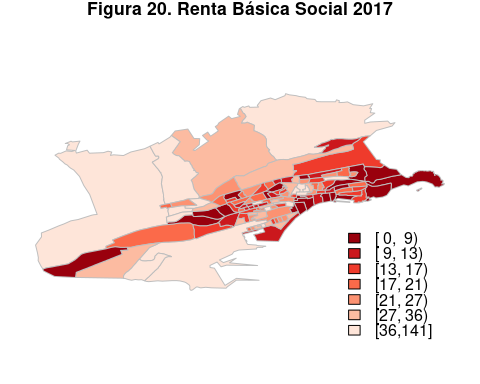 Figura 20. Renta Básica Social 2017
[ 0, 9)
[ 9, 13)
[13, 17)
[17, 21)
[21, 27)
[27, 36)
[36,141]